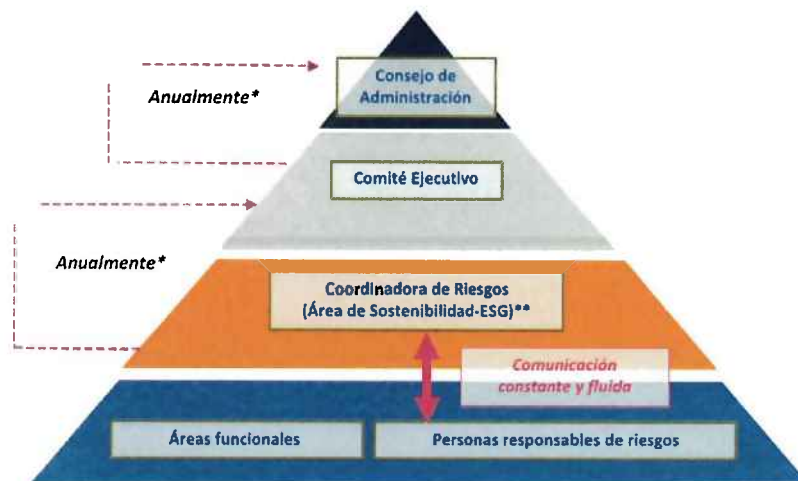 Consejo de
Administración
Anualmente*
Comité Ejecutivo
Anualmente*
Coordinadora de Riesgos
(Área de Sostenibilidad-ESG)**
Comunicación
constante y fluida
Áreas funcionales
Personas responsables de riesgos